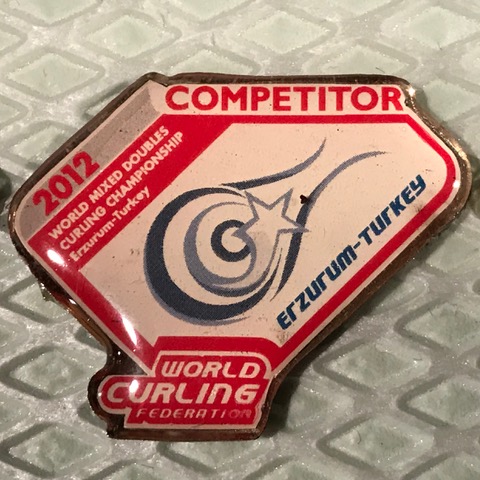 COMPETITOR
2012
WORLD MIXED DOUBLES
CURLING CHAMPIONSHIP
Erzurum-Turkey
Erzurum-Turkey
WORLD
CURLING
FEDERATION